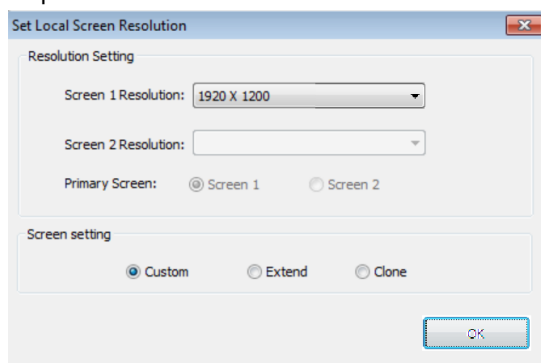 Set Local Screen Resolution
Resolution Setting
Screen 1 Resolution: 1920 X 1200
Screen 2 Resolution:
Primary Screen: Screen 1 Screen 2
Screen setting
Custom Extend Clone
OK